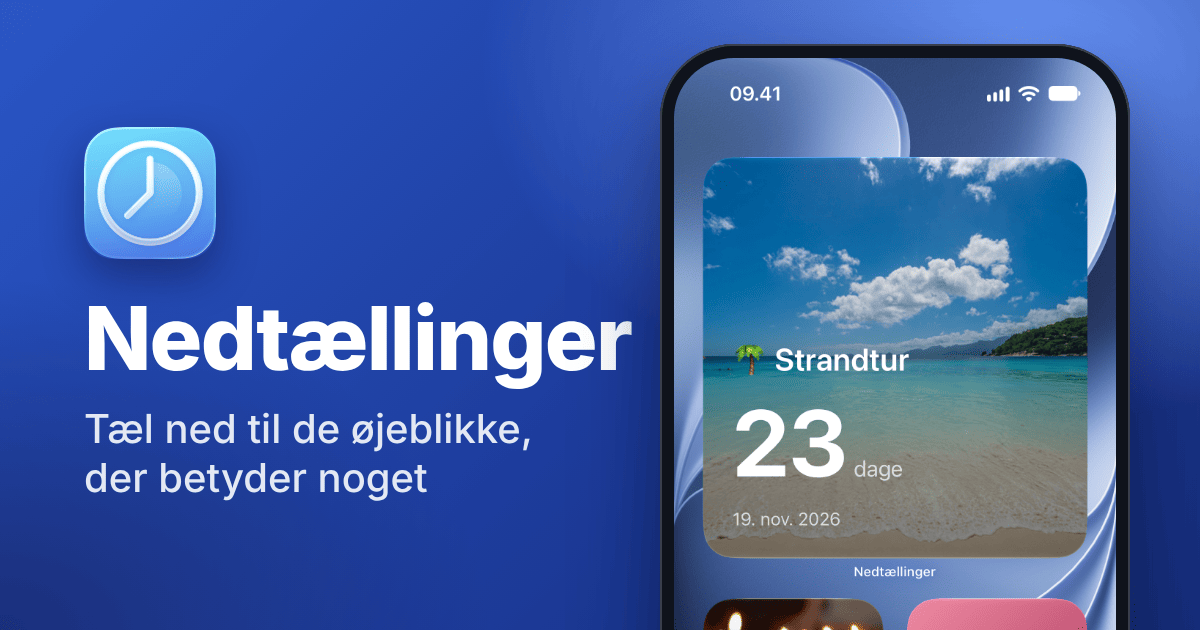 Nedtællinger
Tæl ned til de øjeblikke,
der betyder noget
09.41
🌴 Strandtur
23 dage
19. nov. 2026
Nedtællinger